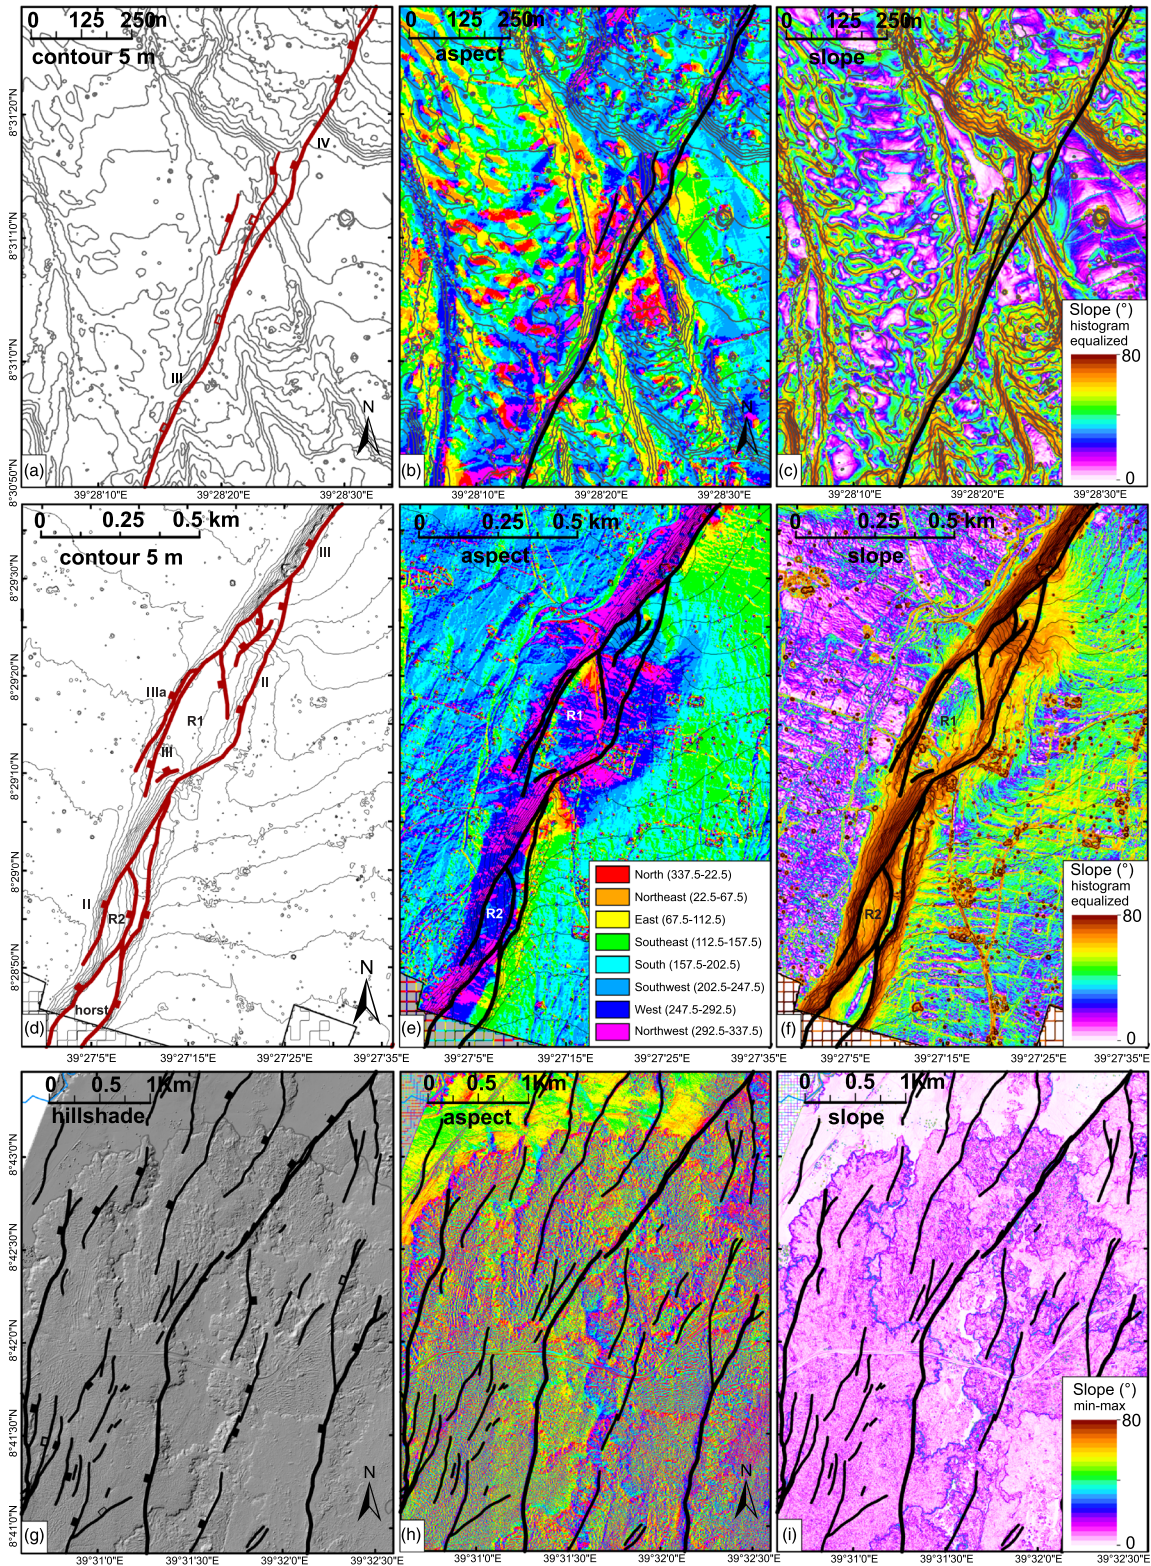 0 125 250m
contour 5 m
IV
III
N
(a)
8°31'20"N
8°31'10"N
8°31'0"N
8°30'50"N
39°28'10"E
39°28'20"E
39°28'30"E
0 125 250m
aspect
N
(b)
39°28'10"E
39°28'20"E
39°28'30"E
0 125 250m
slope
Slope (°)
histogram
equalized
80
0
(c)
39°28'10"E
39°28'20"E
39°28'30"E
0 0.25 0.5 km
contour 5 m
III
II
IIIa
R1
III
II
R2
horst
N
(d)
8°29'30"N
8°29'20"N
8°29'10"N
8°29'0"N
8°28'50"N
39°27'5"E
39°27'15"E
39°27'25"E
39°27'35"E
0 0.25 0.5 km
aspect
R1
R2
North (337.5-22.5)
Northeast (22.5-67.5)
East (67.5-112.5)
Southeast (112.5-157.5)
South (157.5-202.5)
Southwest (202.5-247.5)
West (247.5-292.5)
Northwest (292.5-337.5)
(e)
39°27'5"E
39°27'15"E
39°27'25"E
39°27'35"E
0 0.25 0.5 km
slope
R1
R2
Slope (°)
histogram
equalized
80
0
(f)
39°27'5"E
39°27'15"E
39°27'25"E
39°27'35"E
0 0.5 1Km
hillshade
N
(g)
8°43'0"N
8°42'30"N
8°42'0"N
8°41'30"N
8°41'0"N
39°31'0"E
39°31'30"E
39°32'0"E
39°32'30"E
0 0.5 1Km
aspect
N
(h)
39°31'0"E
39°31'30"E
39°32'0"E
39°32'30"E
0 0.5 1Km
slope
Slope (°)
min-max
80
0
(i)
39°31'0"E
39°31'30"E
39°32'0"E
39°32'30"E